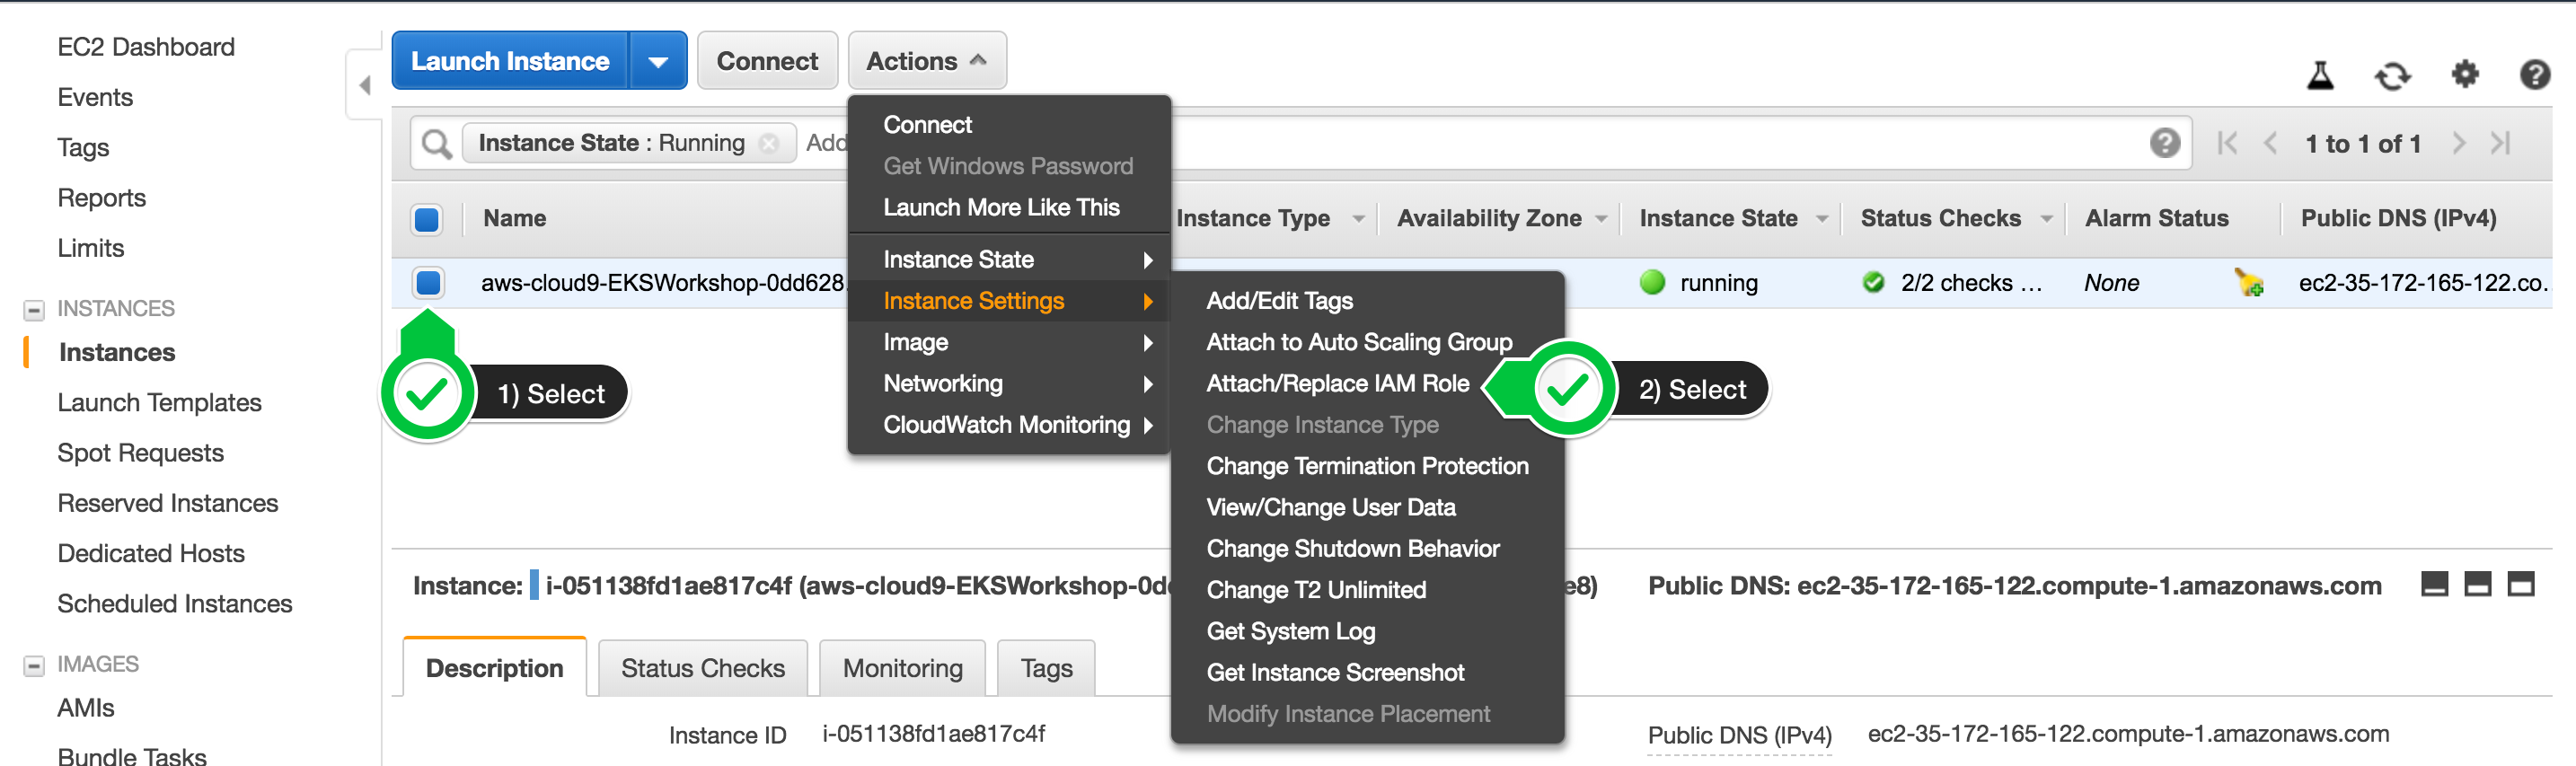 EC2 Dashboard
Events
Tags
Reports
Limits
INSTANCES
Instances
Launch Templates
Spot Requests
Reserved Instances
Dedicated Hosts
Scheduled Instances
IMAGES
AMIs
Bundle Tasks
Launch Instance
Connect
Actions
Instance State : Running
Add
1 to 1 of 1
Name
Instance Type
Availability Zone
Instance State
Status Checks
Alarm Status
Public DNS (IPv4)
aws-cloud9-EKSWorkshop-0dd628.
running
2/2 checks ...
None
ec2-35-172-165-122.co...
Connect
Get Windows Password
Launch More Like This
Instance State
Instance Settings
Image
Networking
CloudWatch Monitoring
Add/Edit Tags
Attach to Auto Scaling Group
Attach/Replace IAM Role
Change Instance Type
Change Termination Protection
View/Change User Data
Change Shutdown Behavior
Change T2 Unlimited
Get System Log
Get Instance Screenshot
Modify Instance Placement
1) Select
2) Select
Instance: i-051138fd1ae817c4f (aws-cloud9-EKSWorkshop-0d e8) Public DNS: ec2-35-172-165-122.compute-1.amazonaws.com
Description
Status Checks
Monitoring
Tags
Instance ID i-051138fd1ae817c4f
Public DNS (IPv4) ec2-35-172-165-122.compute-1.amazonaws.com